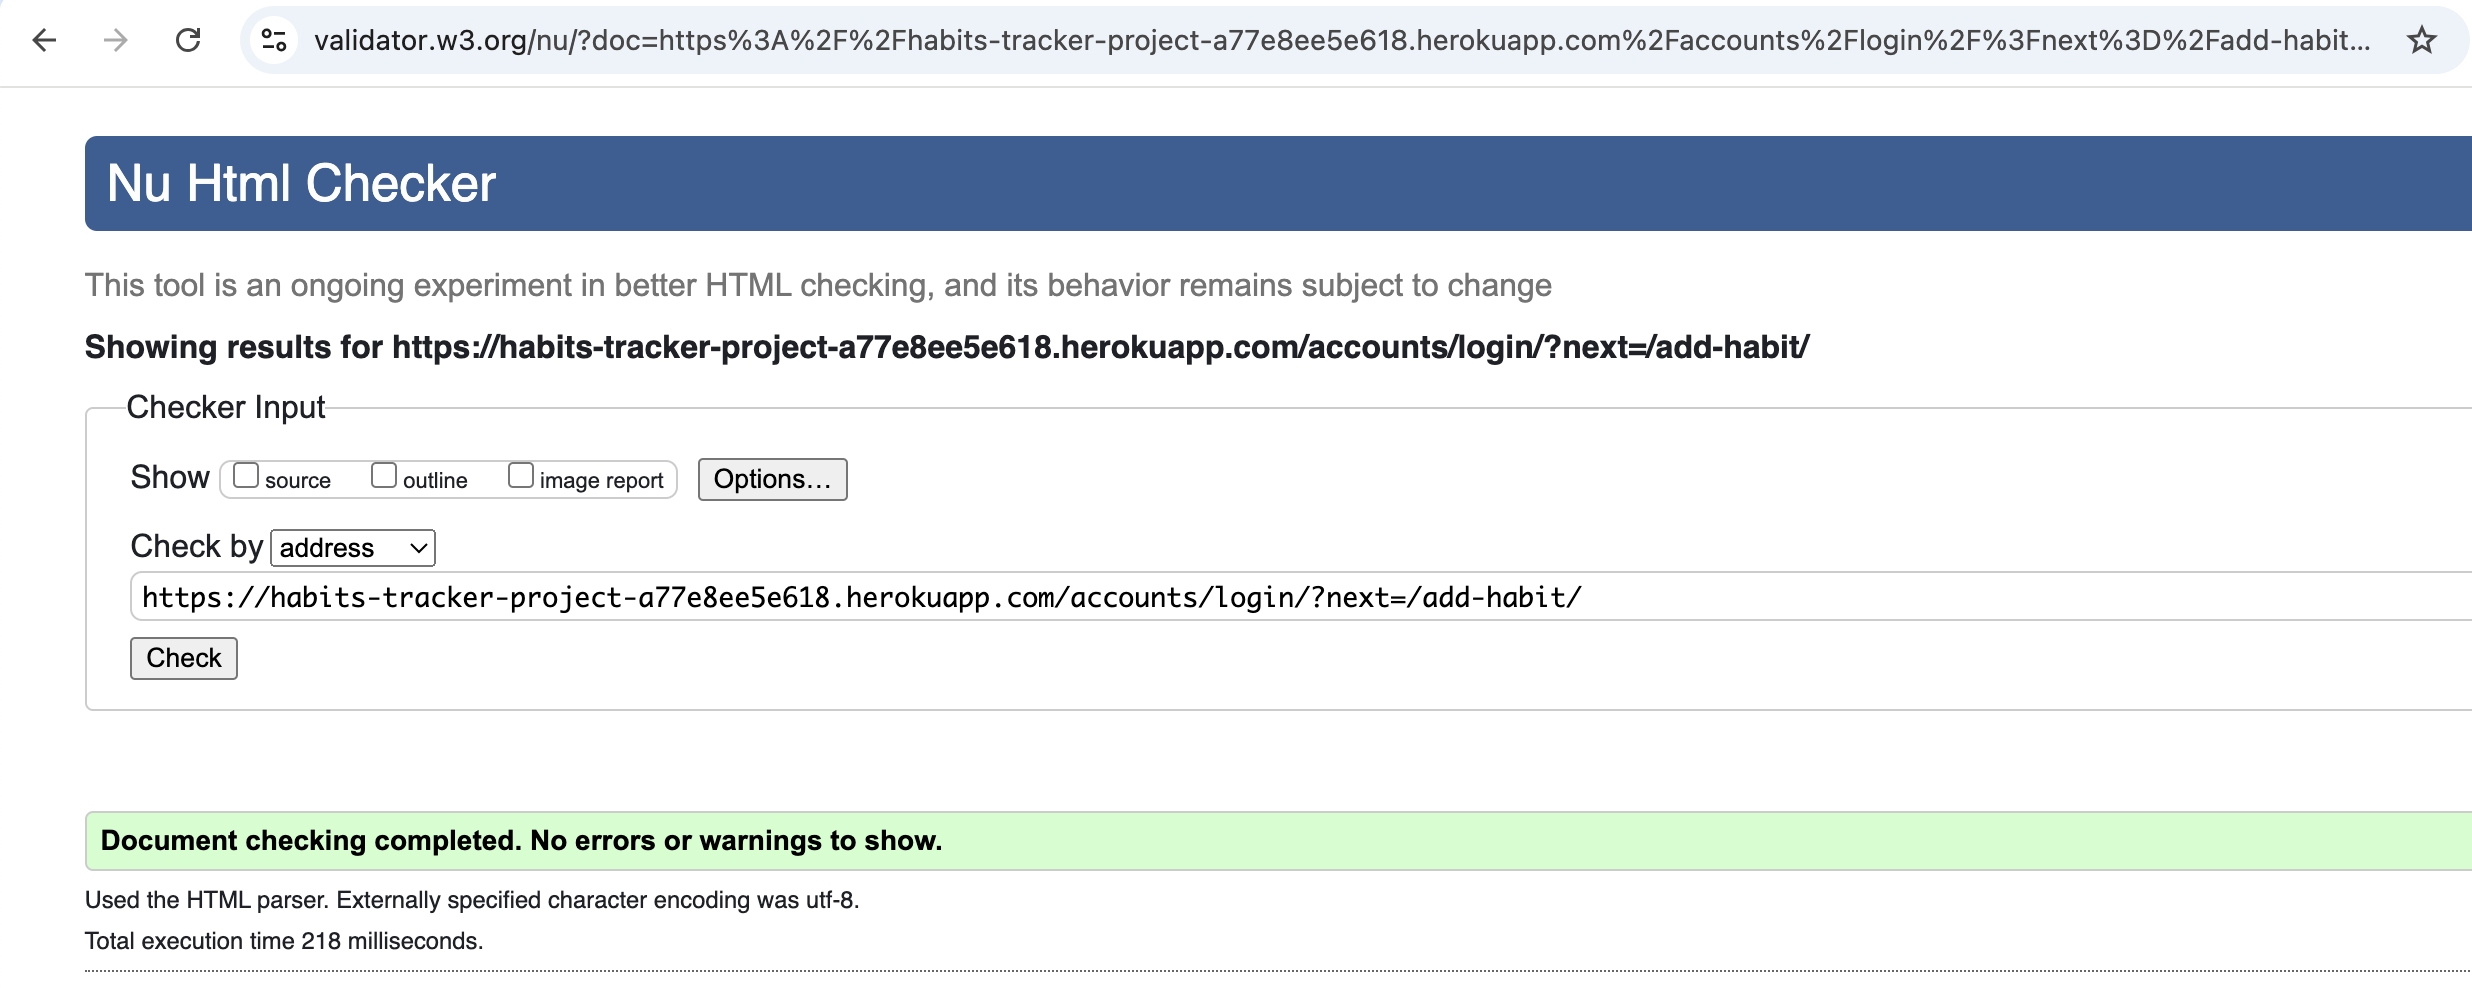 validator.w3.org/nu/?doc=https%3A%2F%2Fhabits-tracker-project-a77e8ee5e618.herokuapp.com%2Faccounts%2Flogin%2F%3Fnext%3D%2Fadd-habit...
Nu Html Checker
This tool is an ongoing experiment in better HTML checking, and its behavior remains subject to change
Showing results for https://habits-tracker-project-a77e8ee5e618.herokuapp.com/accounts/login/?next=/add-habit/
Checker Input
Show source outline image report Options...
Check by address
https://habits-tracker-project-a77e8ee5e618.herokuapp.com/accounts/login/?next=/add-habit/
Check
Document checking completed. No errors or warnings to show.
Used the HTML parser. Externally specified character encoding was utf-8.
Total execution time 218 milliseconds.